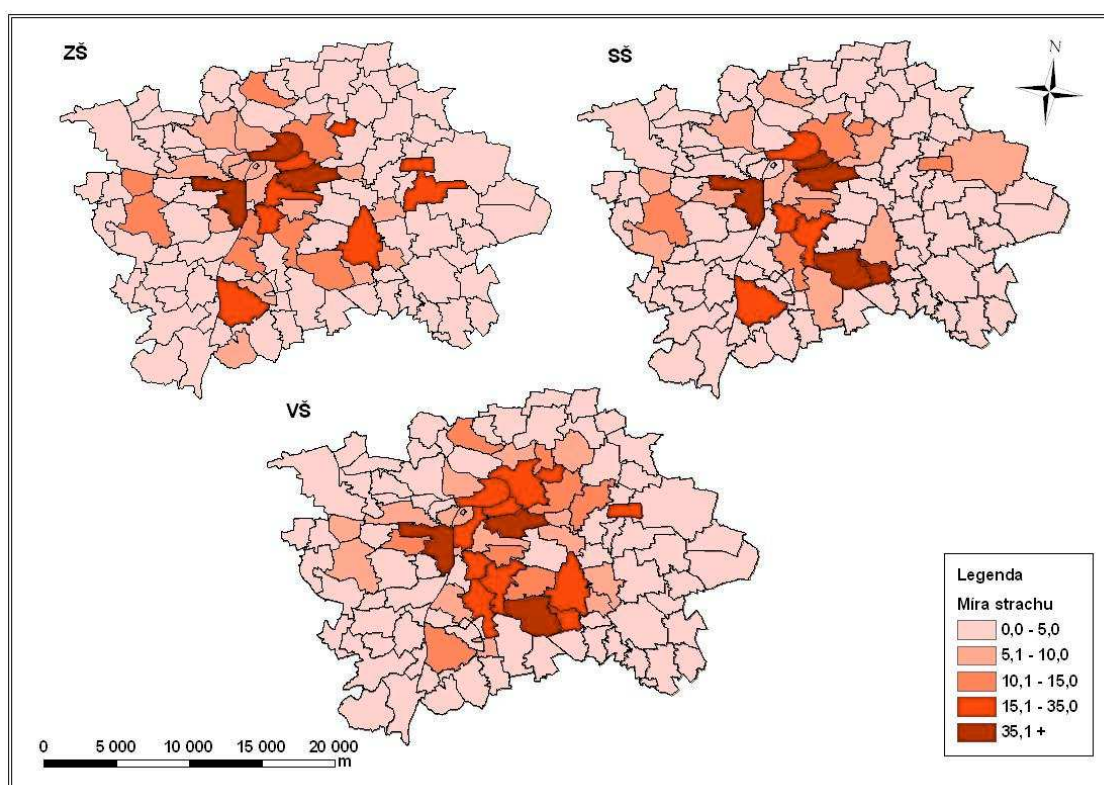 ZŠ
SŠ
N
VŠ
Legenda
Míra strachu
0,0 - 5,0
5,1 - 10,0
10,1 - 15,0
15,1 - 35,0
35,1 +
0 5 000 10 000 15 000 20 000
m